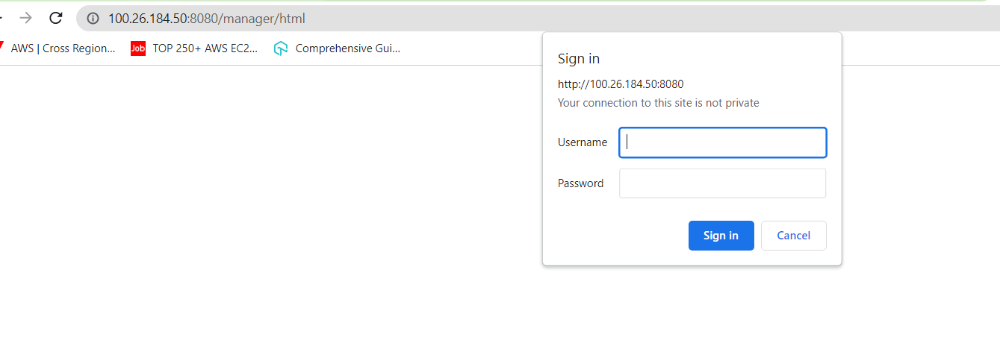 100.26.184.50:8080/manager/html
AWS | Cross Region... Job TOP 250+ AWS EC2... Comprehensive Gui...
Sign in
http://100.26.184.50:8080
Your connection to this site is not private
Username
Password
Sign in Cancel